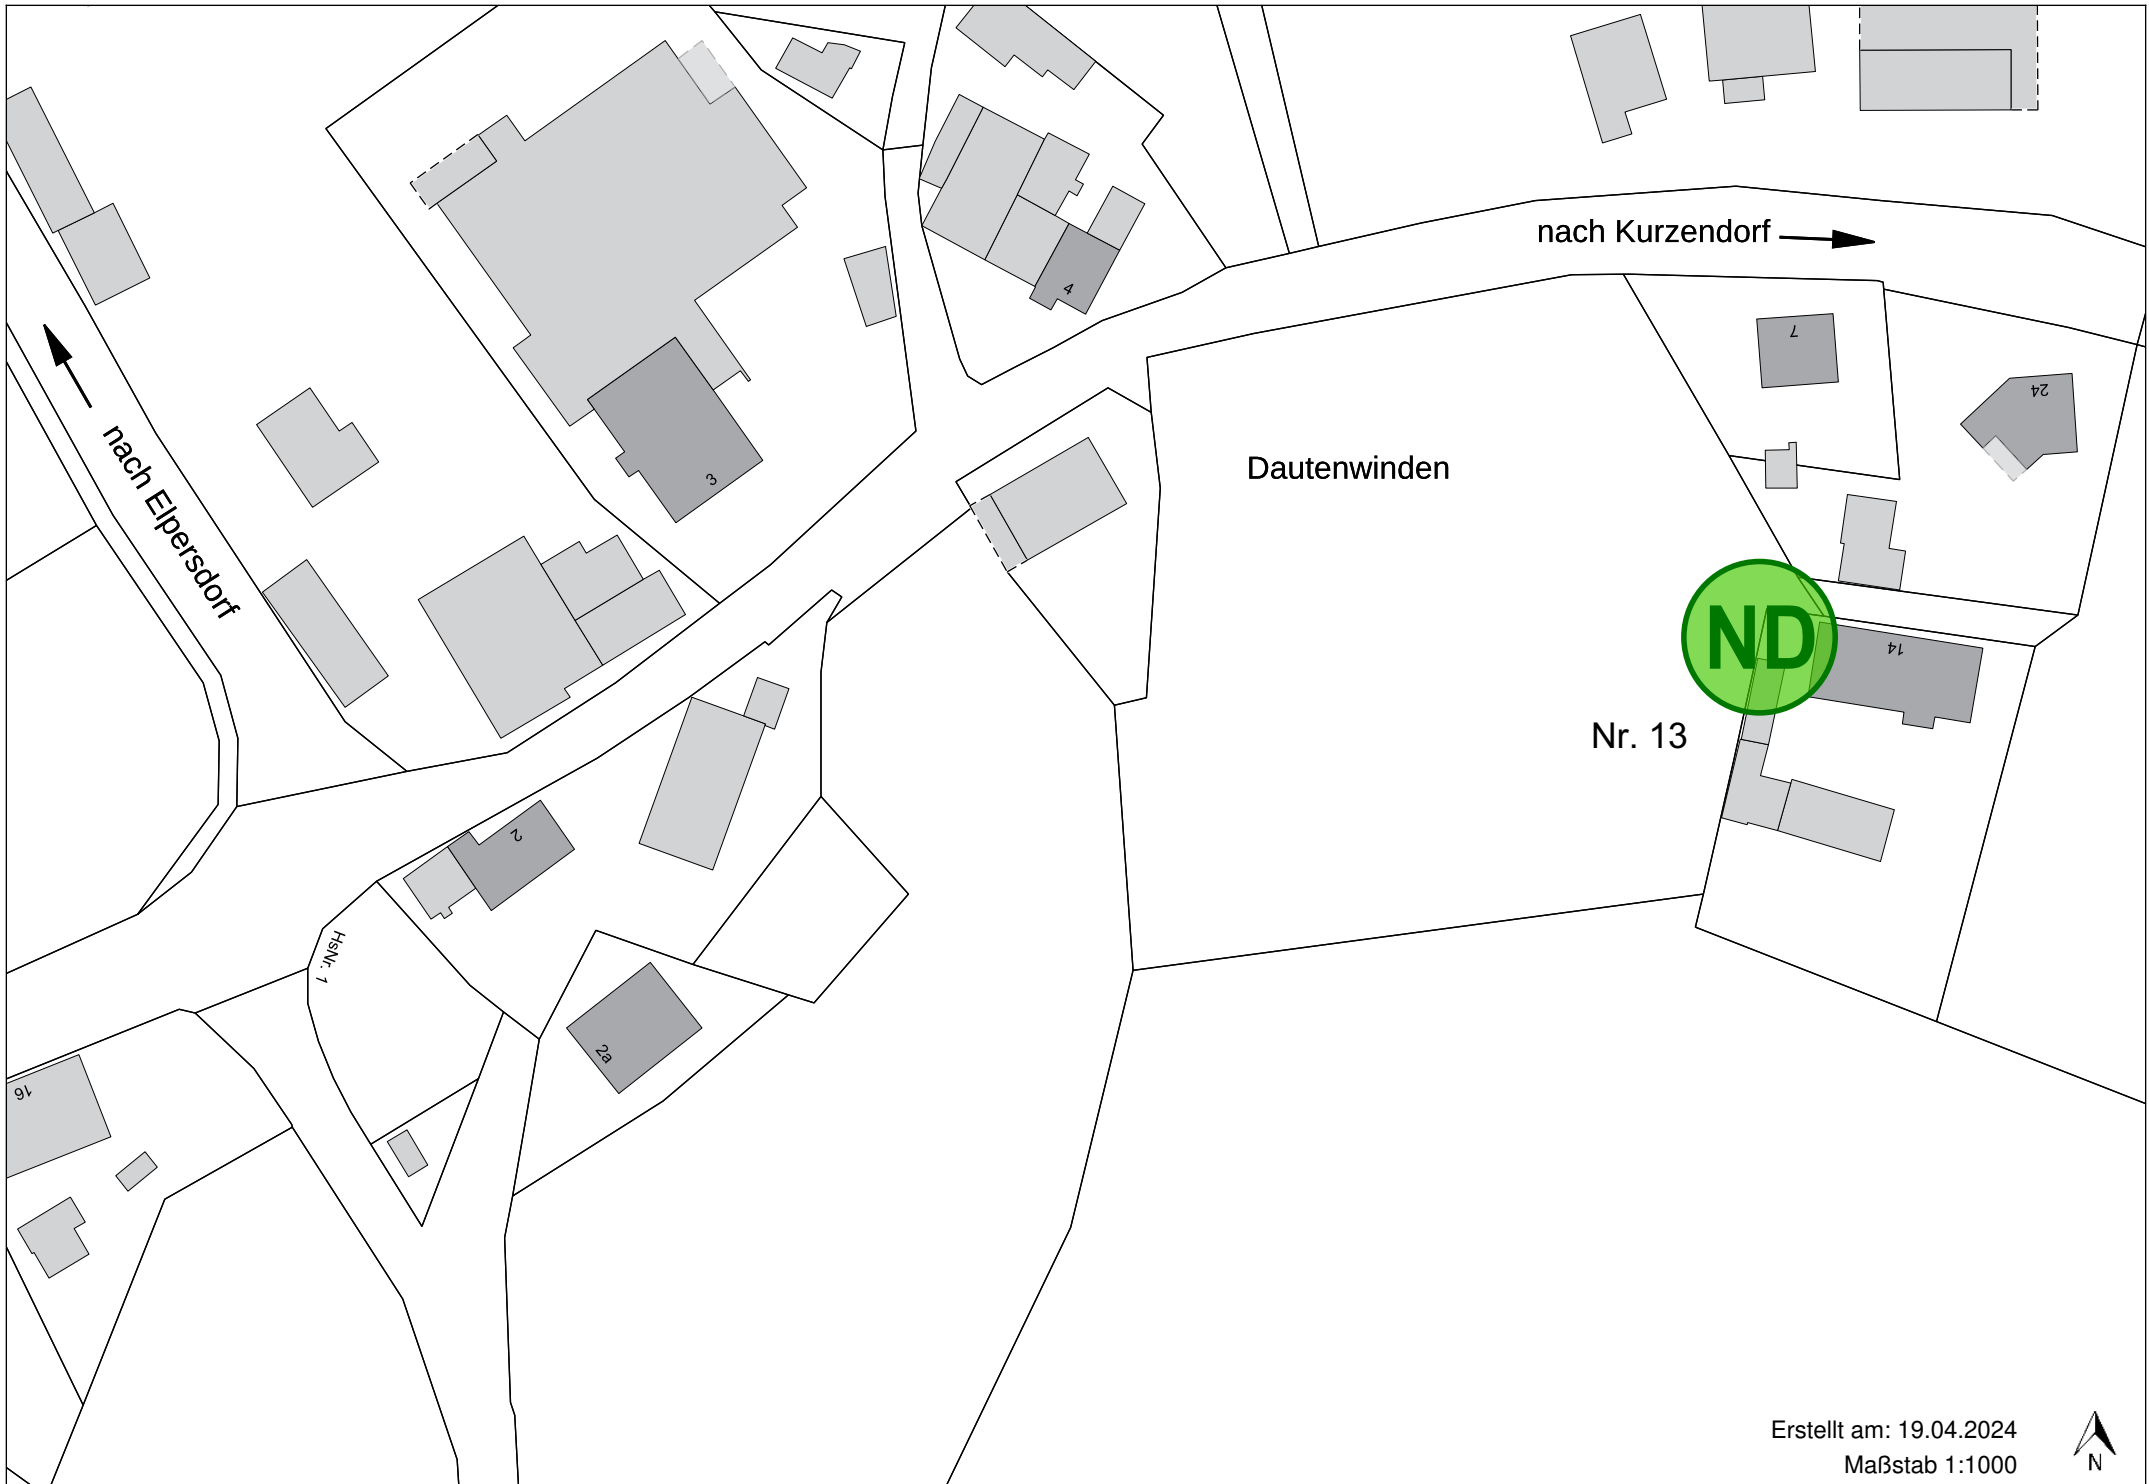 nach Kurzendorf
4
7
24
nach Elpersdorf
3
Dautenwinden
ND
14
Nr. 13
2
HsNr. 1
2a
16
Erstellt am: 19.04.2024
Maßstab 1:1000
N